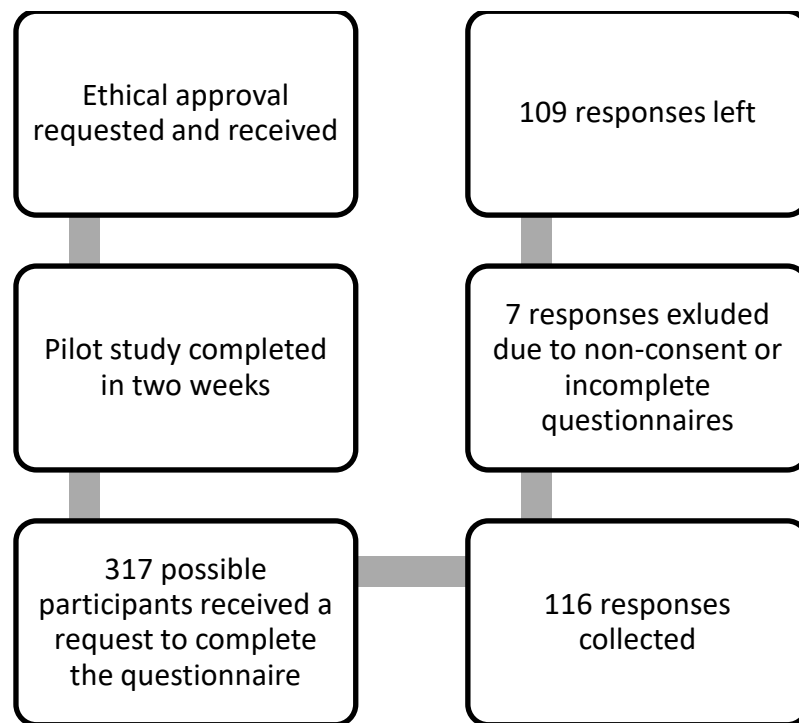 Ethical approval
requested and received
Pilot study completed
in two weeks
317 possible
participants received a
request to complete
the questionnaire
116 responses
collected
7 responses exluded
due to non-consent or
incomplete
questionnaires
109 responses left